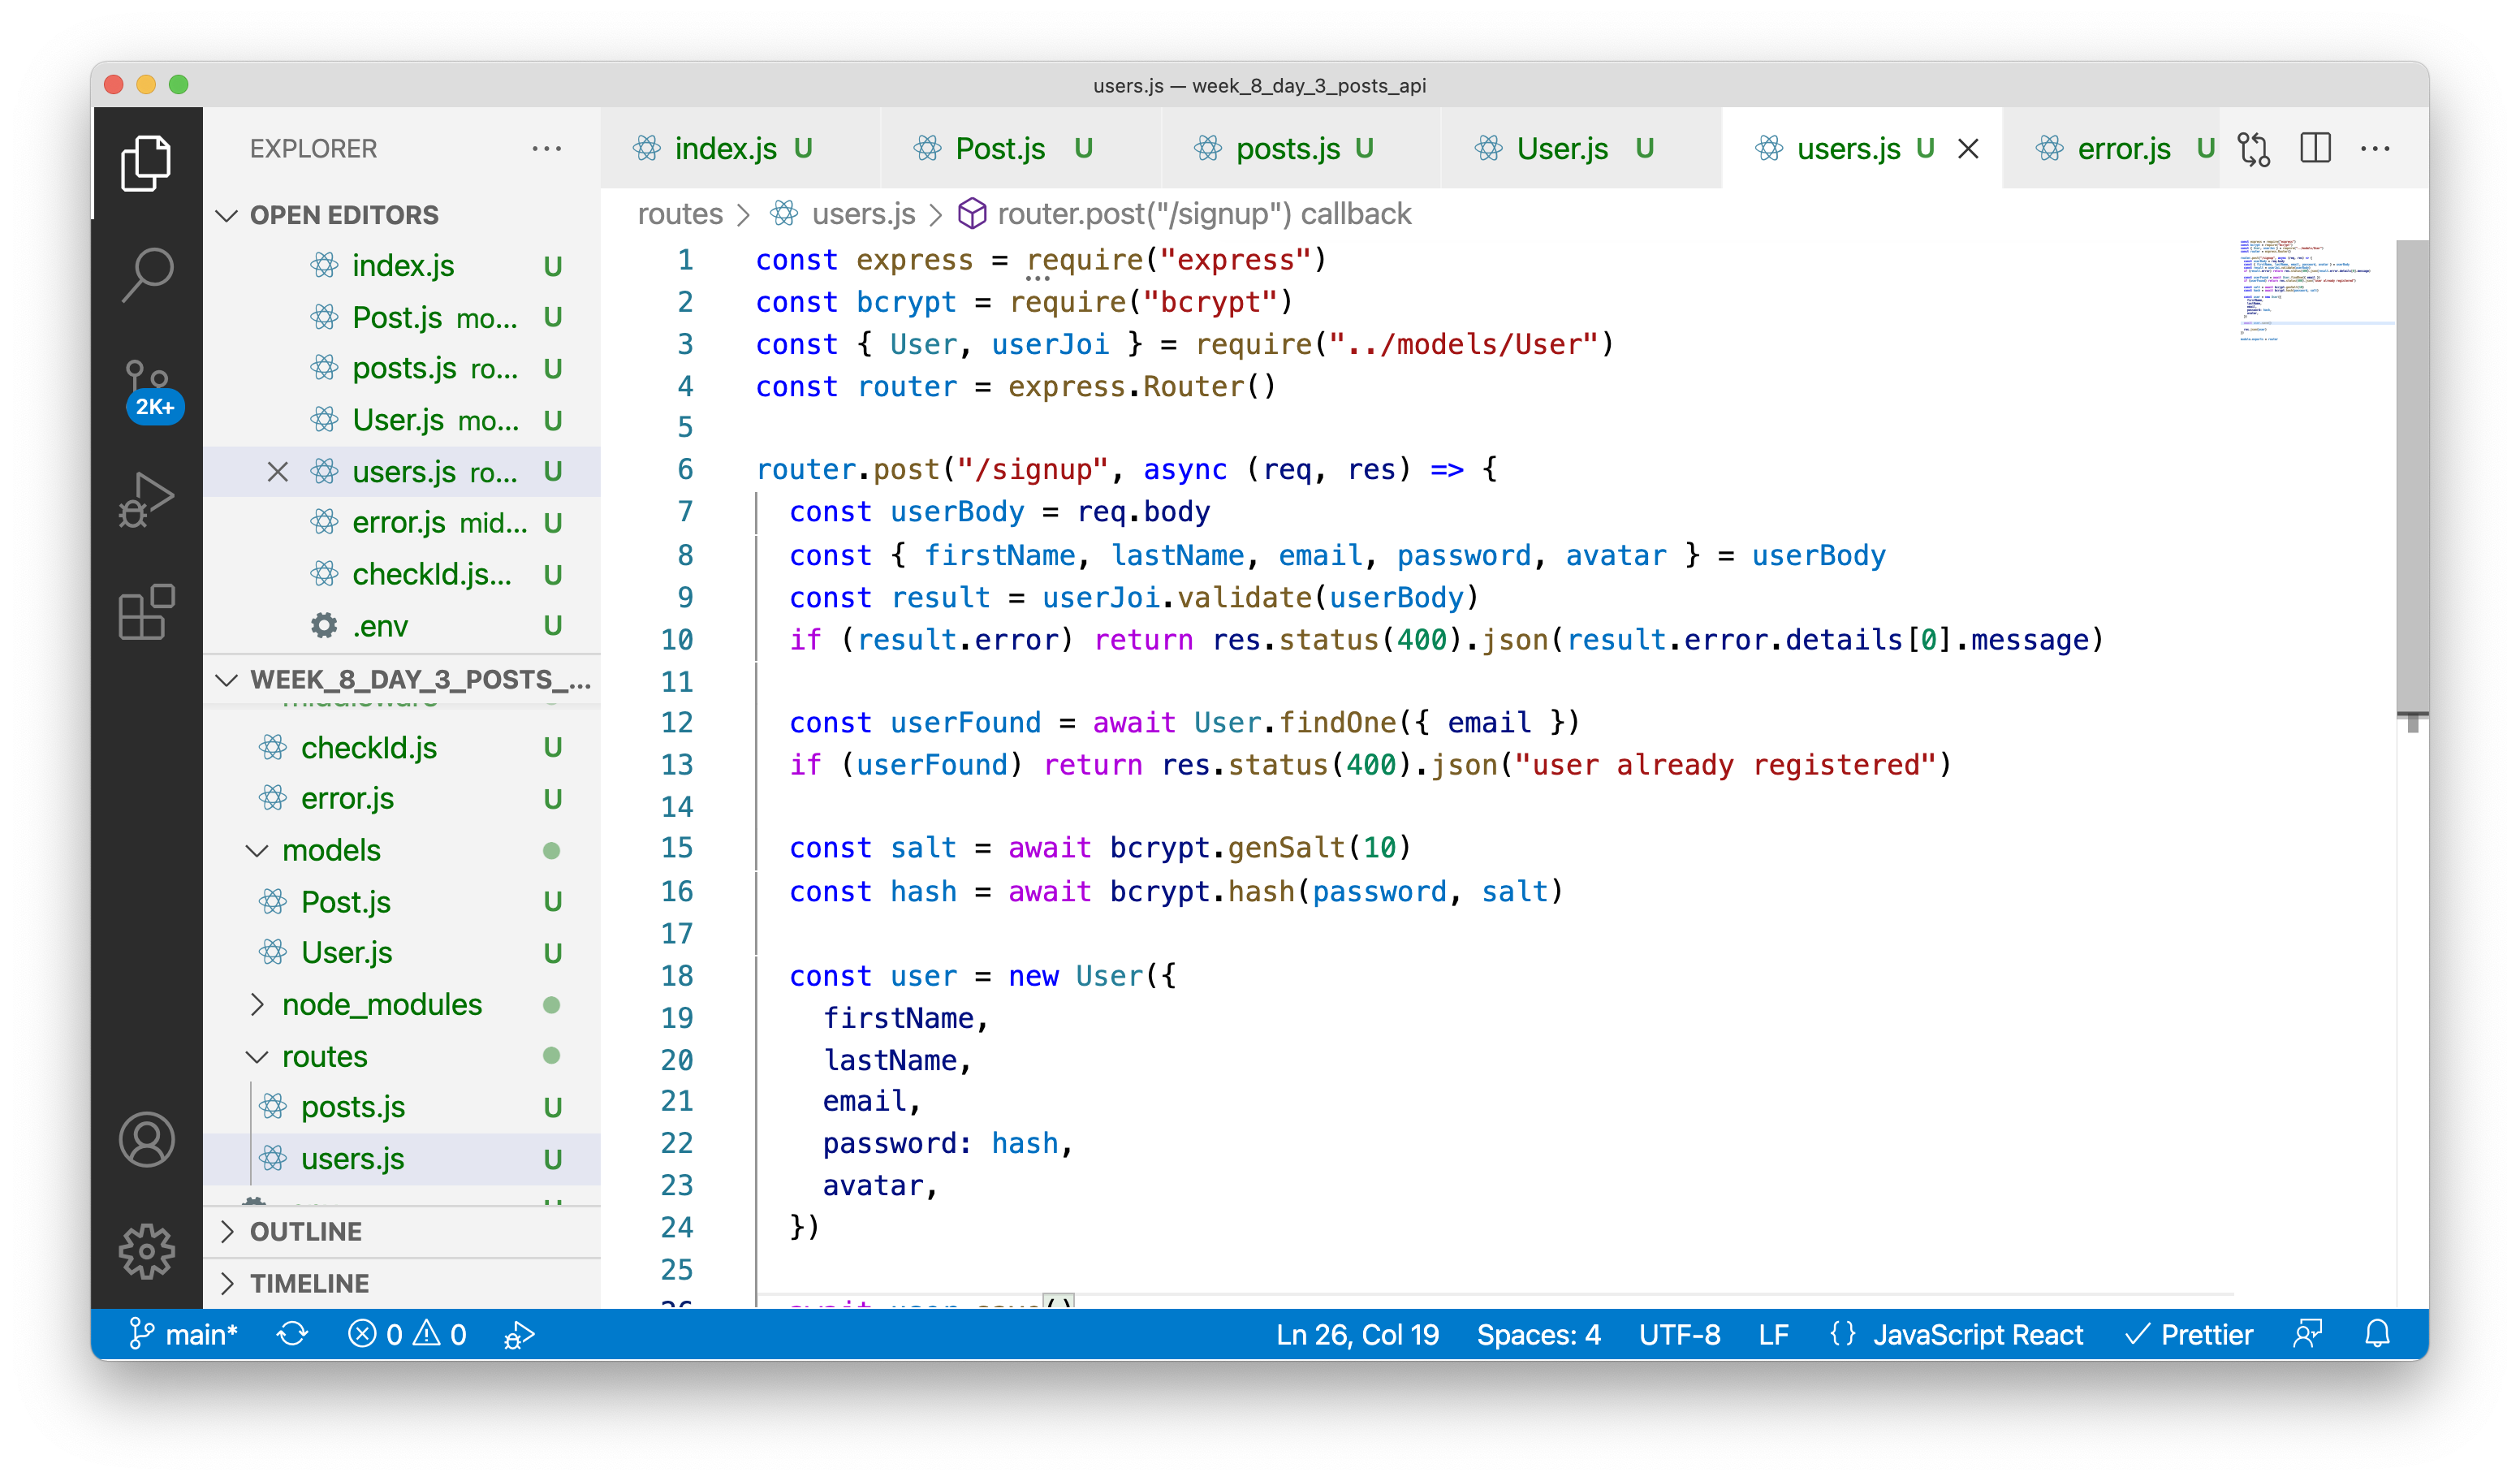 users.js — week_8_day_3_posts_api
EXPLORER
index.js U
Post.js U
posts.js U
User.js U
users.js U
error.js U
OPEN EDITORS
index.js U
Post.js mo... U
posts.js ro... U
User.js mo... U
users.js ro... U
error.js mid... U
checkId.js... U
.env U
WEEK_8_DAY_3_POSTS_...
middleware
checkId.js U
error.js U
models
Post.js U
User.js U
node_modules
routes
posts.js U
users.js U
OUTLINE
TIMELINE
2K+
routes > users.js > router.post("/signup") callback
1 const express = require("express")
2 const bcrypt = require("bcrypt")
3 const { User, userJoi } = require("../models/User")
4 const router = express.Router()
5
6 router.post("/signup", async (req, res) => {
7 const userBody = req.body
8 const { firstName, lastName, email, password, avatar } = userBody
9 const result = userJoi.validate(userBody)
10 if (result.error) return res.status(400).json(result.error.details[0].message)
11
12 const userFound = await User.findOne({ email })
13 if (userFound) return res.status(400).json("user already registered")
14
15 const salt = await bcrypt.genSalt(10)
16 const hash = await bcrypt.hash(password, salt)
17
18 const user = new User({
19 firstName,
20 lastName,
21 email,
22 password: hash,
23 avatar,
24 })
25
26 await user.save()
main* 0 0 Ln 26, Col 19 Spaces: 4 UTF-8 LF {} JavaScript React Prettier